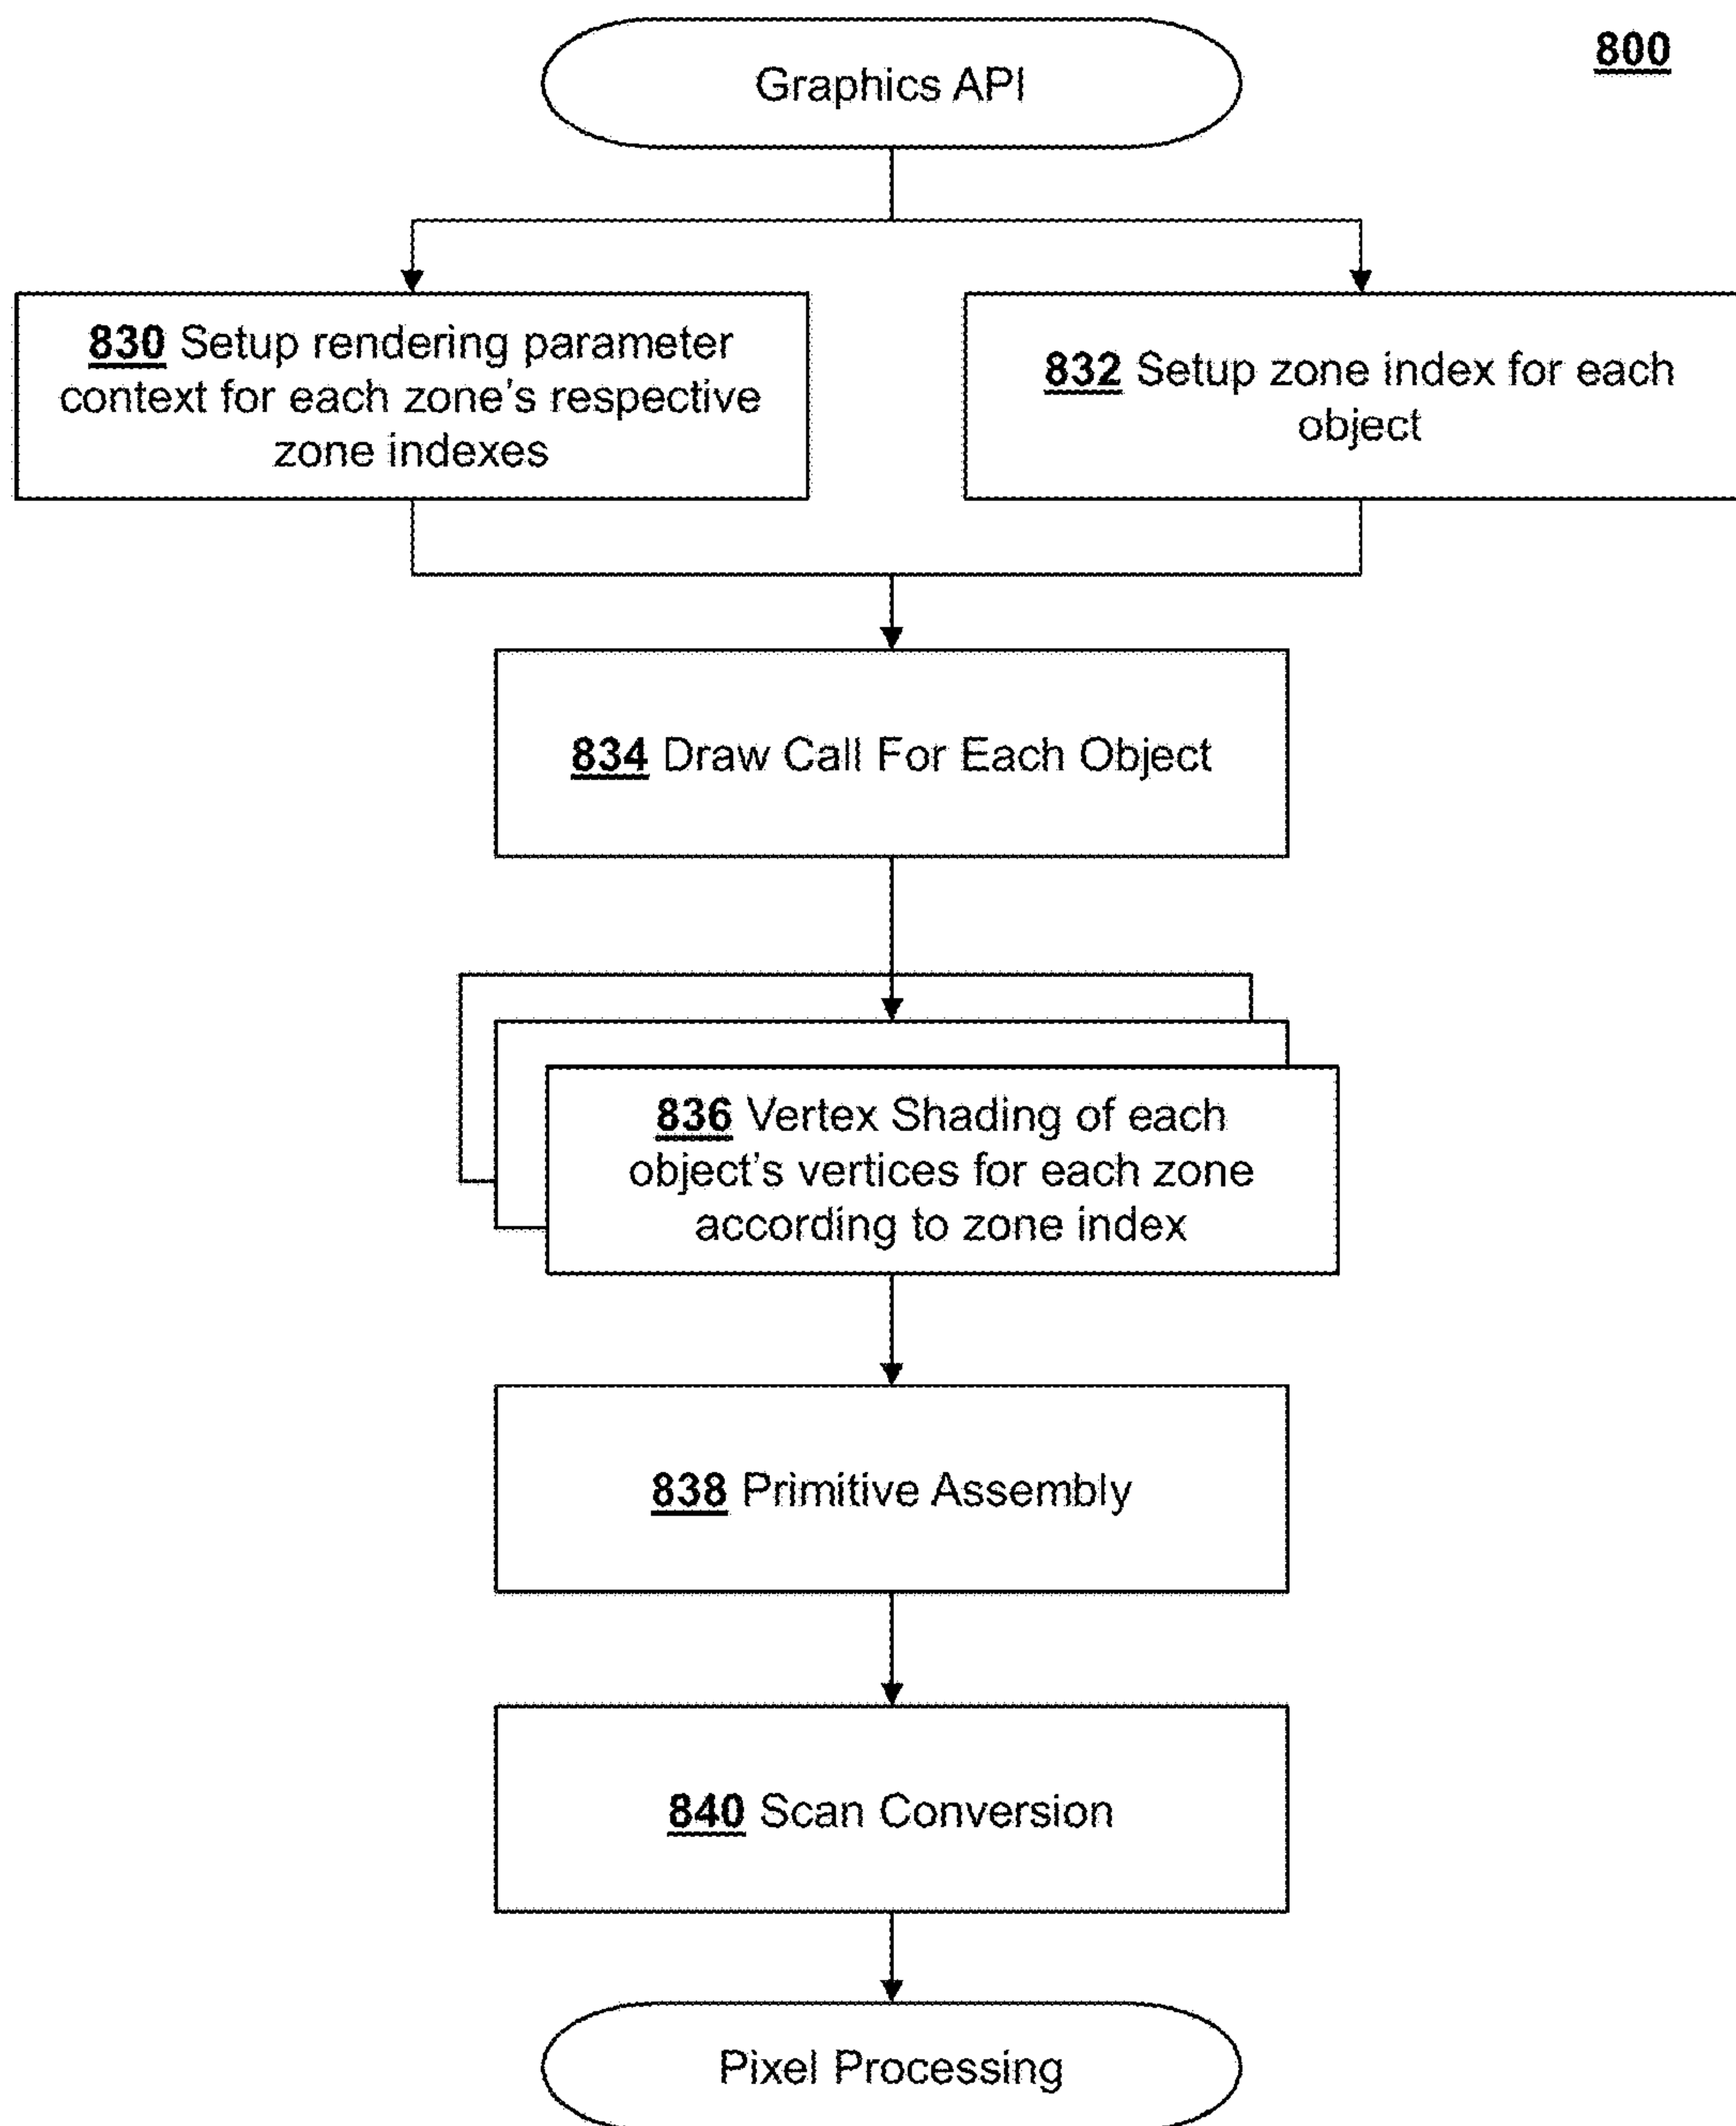 800
Graphics API
830 Setup rendering parameter
context for each zone's respective
zone indexes
832 Setup zone index for each
object
834 Draw Call For Each Object
836 Vertex Shading of each
object's vertices for each zone
according to zone index
838 Primitive Assembly
840 Scan Conversion
Pixel Processing